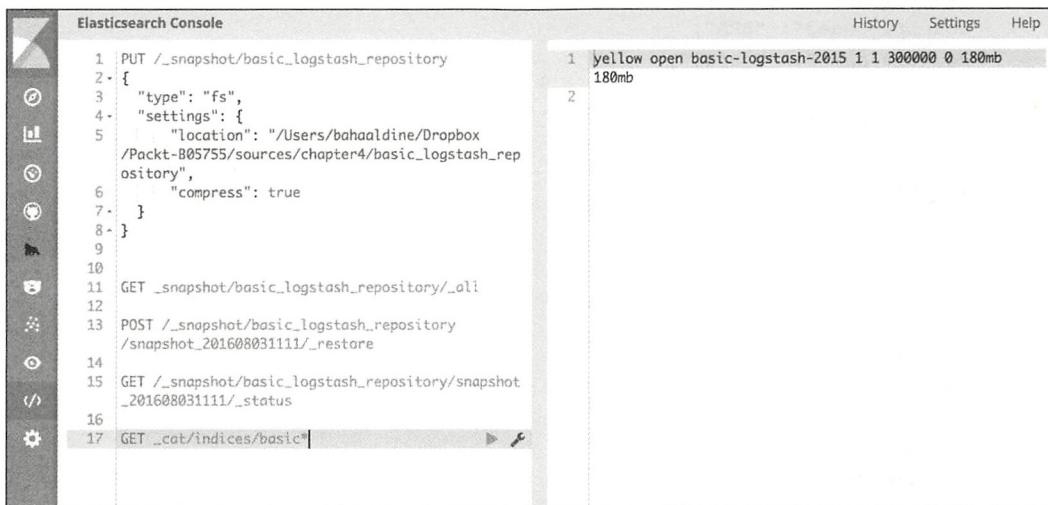 Elasticsearch Console
History Settings Help
1 PUT /_snapshot/basic_logstash_repository
2 {
3 "type": "fs",
4 "settings": {
5 "location": "/Users/bahaaldine/Dropbox
/Packt-B05755/sources/chapter4/basic_logstash_rep
ository",
6 "compress": true
7 }
8 }
9
10
11 GET _snapshot/basic_logstash_repository/_all
12
13 POST /_snapshot/basic_logstash_repository
/snapshot_201608031111/_restore
14
15 GET /_snapshot/basic_logstash_repository/snapshot
_201608031111/_status
16
17 GET _cat/indices/basic*
1 yellow open basic-logstash-2015 1 1 300000 0 180mb
180mb
2